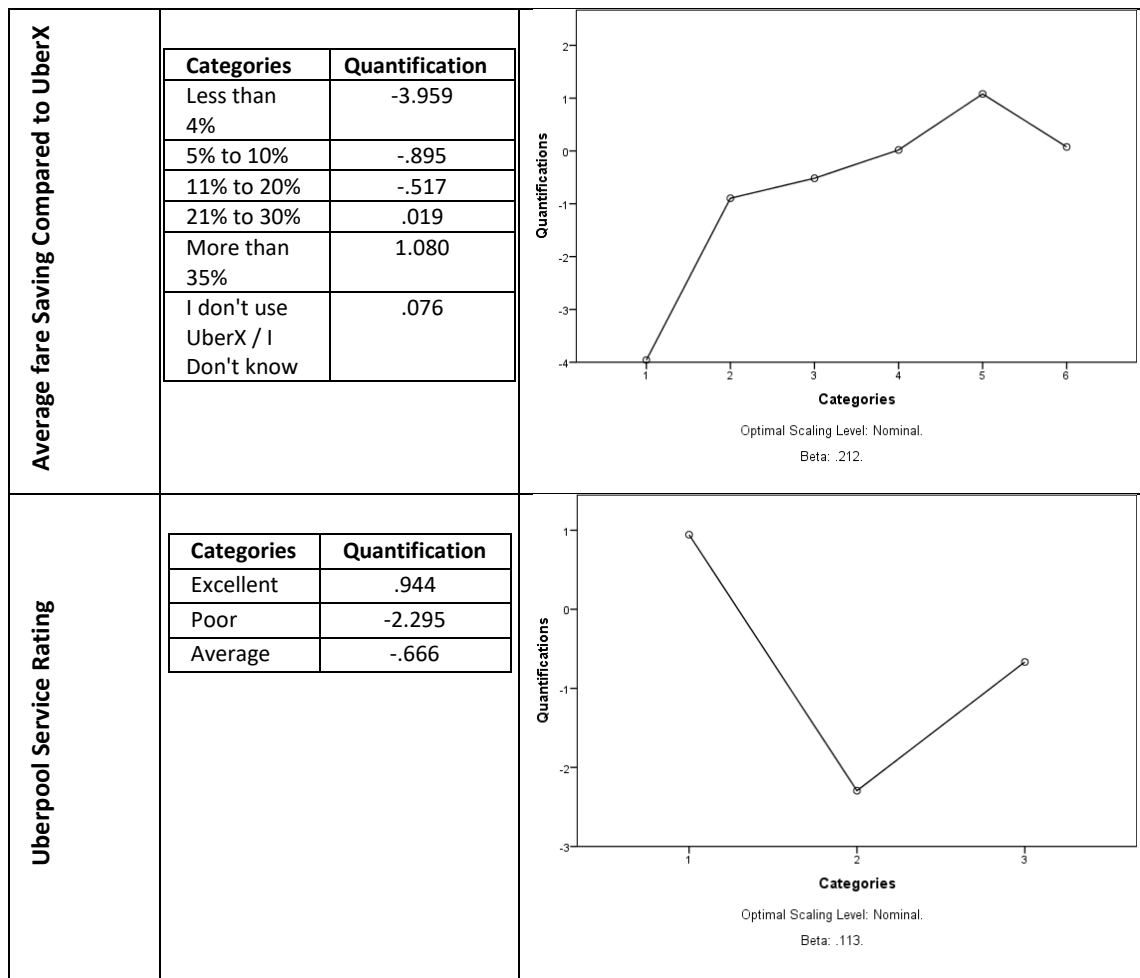 Average fare Saving Compared to UberX
Categories Quantification
Less than
4%
-3.959
5% to 10% -.895
11% to 20% -.517
21% to 30% .019
More than
35%
1.080
I don't use
UberX / I
Don't know
.076
Quantifications
2
1
0
-1
-2
-3
-4
1 2 3 4 5 6
Categories
Optimal Scaling Level: Nominal.
Beta: .212.
Uberpool Service Rating
Categories Quantification
Excellent .944
Poor -2.295
Average -.666
Quantifications
1
0
-1
-2
-3
1 2 3
Categories
Optimal Scaling Level: Nominal.
Beta: .113.